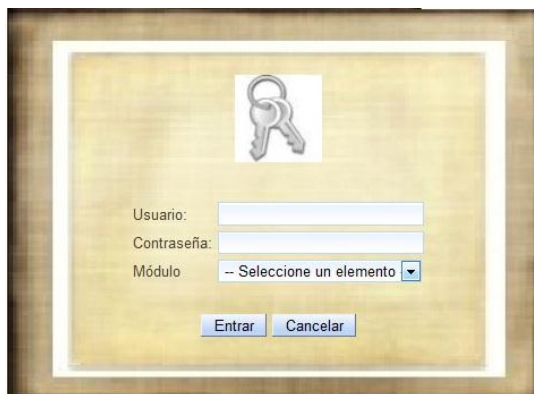 Usuario:
Contraseña:
Módulo -- Seleccione un elemento
Entrar Cancelar